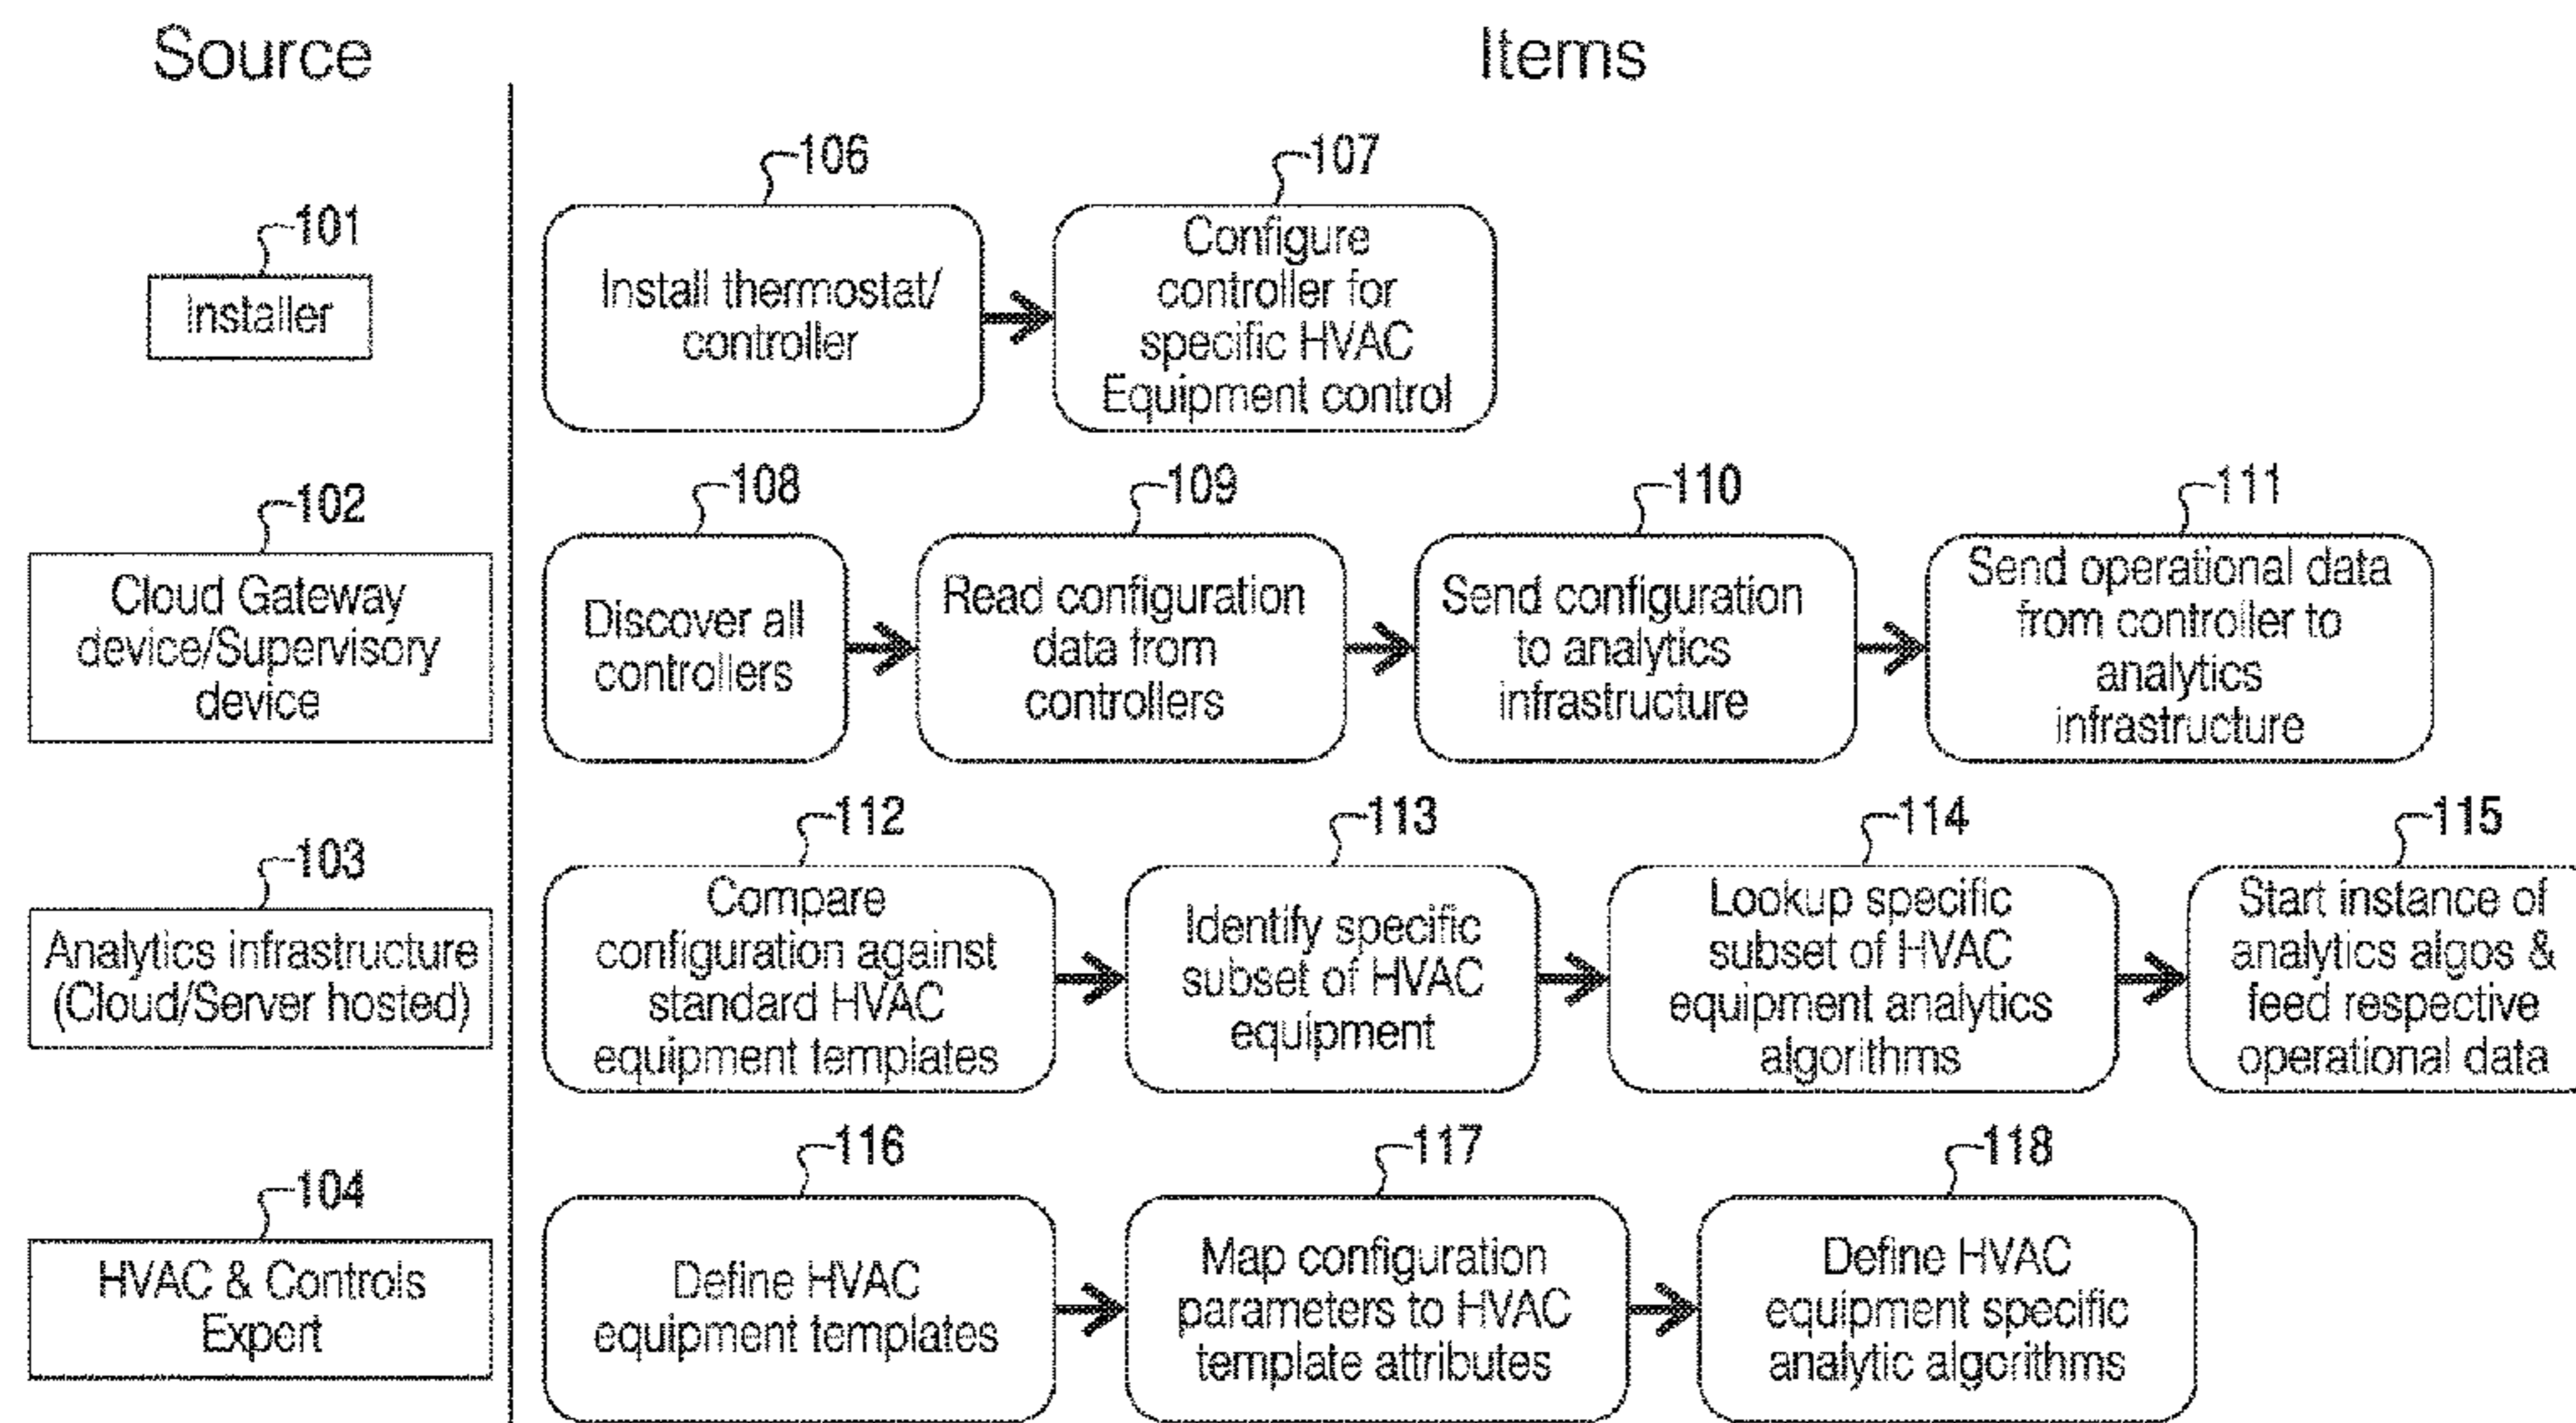 Source
Items
106
107
101
Installer
Install thermostat/
controller
Configure
controller for
specific HVAC
Equipment control
102
108
109
110
111
Cloud Gateway
device/Supervisory
device
Discover all
controllers
Read configuration
data from
controllers
Send configuration
to analytics
infrastructure
Send operational data
from controller to
analytics
infrastructure
103
112
113
114
115
Analytics infrastructure
(Cloud/Server hosted)
Compare
configuration against
standard HVAC
equipment templates
Identify specific
subset of HVAC
equipment
Lookup specific
subset of HVAC
equipment analytics
algorithms
Start instance of
analytics algos &
feed respective
operational data
104
116
117
118
HVAC & Controls
Expert
Define HVAC
equipment templates
Map configuration
parameters to HVAC
template attributes
Define HVAC
equipment specific
analytic algorithms